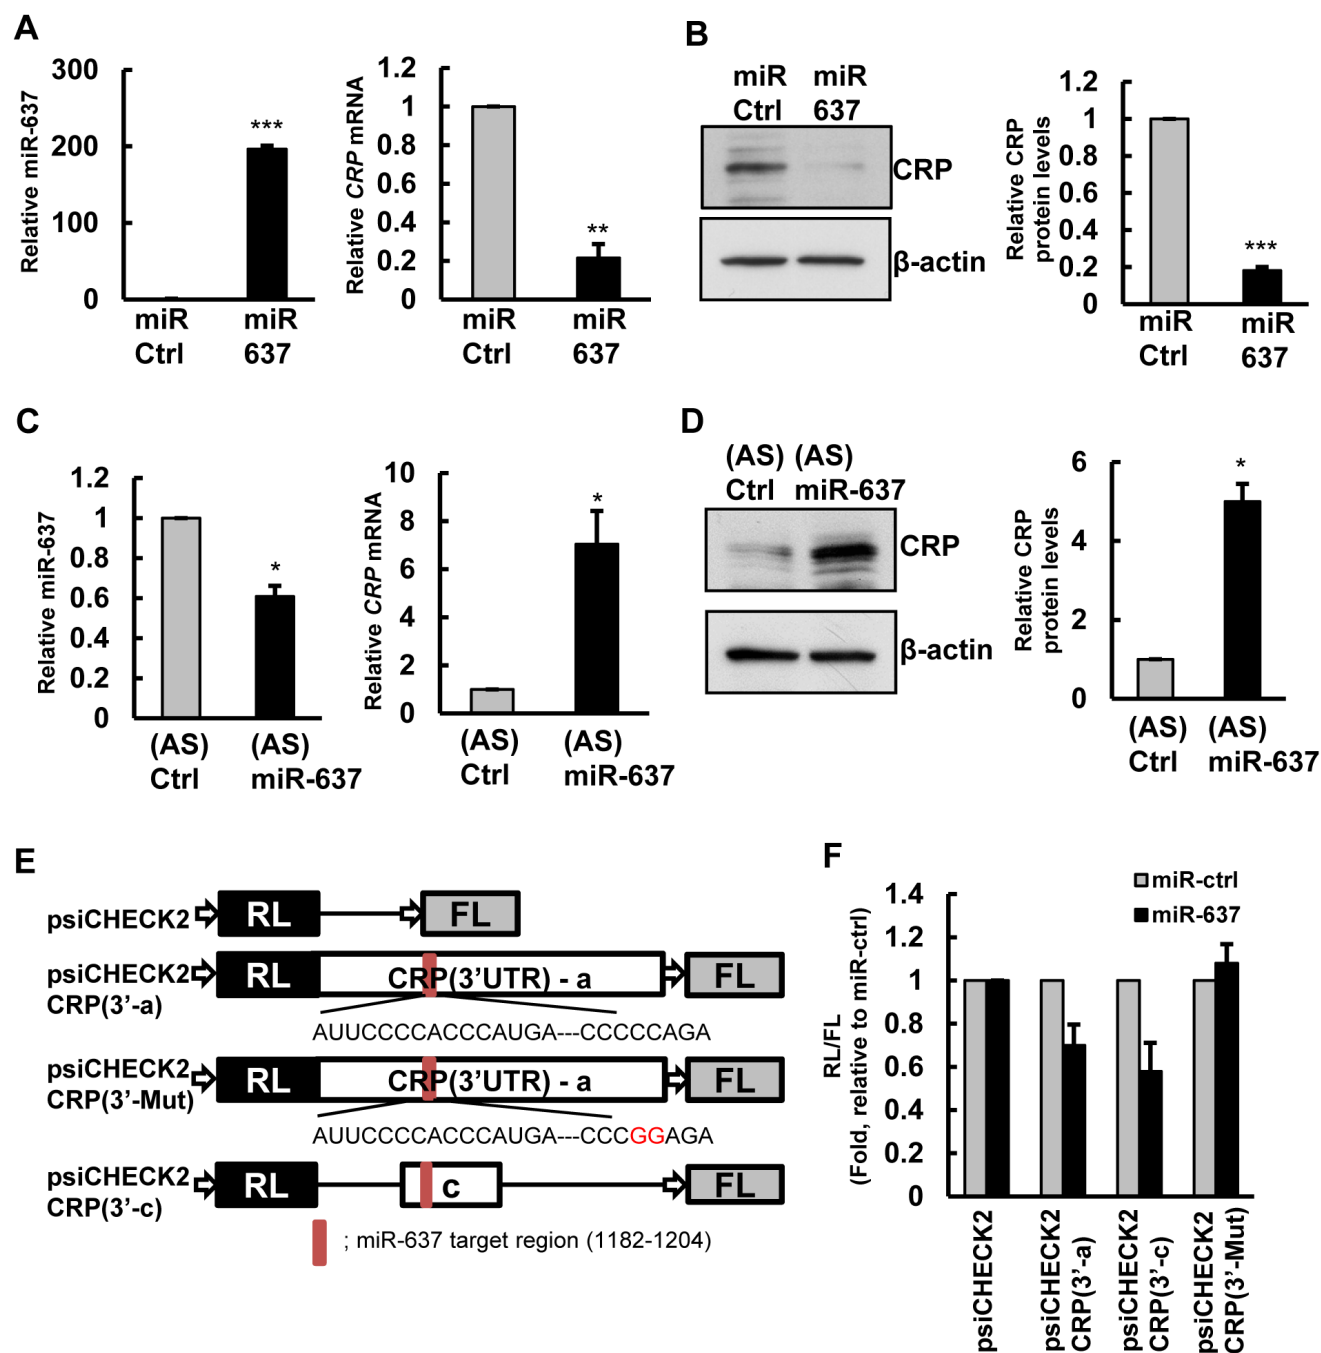 A
Relative miR-637
300
200
100
0
***
miR
Ctrl
miR
637
Relative CRP mRNA
1.2
1
0.8
0.6
0.4
0.2
0
**
miR
Ctrl
miR
637
B
miR
Ctrl
miR
637
CRP
β-actin
Relative CRP
protein levels
1.2
1
0.8
0.6
0.4
0.2
0
***
miR
Ctrl
miR
637
C
Relative miR-637
1.2
1
0.8
0.6
0.4
0.2
0
*
(AS)
Ctrl
(AS)
miR-637
Relative CRP mRNA
10
8
6
4
2
0
*
(AS)
Ctrl
(AS)
miR-637
D
(AS) (AS)
Ctrl miR-637
CRP
β-actin
Relative CRP
protein levels
6
4
2
0
*
(AS)
Ctrl
(AS)
miR-637
E
psiCHECK2 RL FL
psiCHECK2
CRP(3'-a)
RL CRP(3'UTR) - a FL
AUUCCCCACCCAUGA---CCCCCAGA
psiCHECK2
CRP(3'-Mut)
RL CRP(3'UTR) - a FL
AUUCCCCACCCAUGA---CCCGGAGA
psiCHECK2
CRP(3'-c)
RL c FL
; miR-637 target region (1182-1204)
F
RL/FL
(Fold, relative to miR-ctrl)
1.4
1.2
1
0.8
0.6
0.4
0.2
0
miR-ctrl
miR-637
psiCHECK2
psiCHECK2
CRP(3'-a)
psiCHECK2
CRP(3'-c)
psiCHECK2
CRP(3'-Mut)